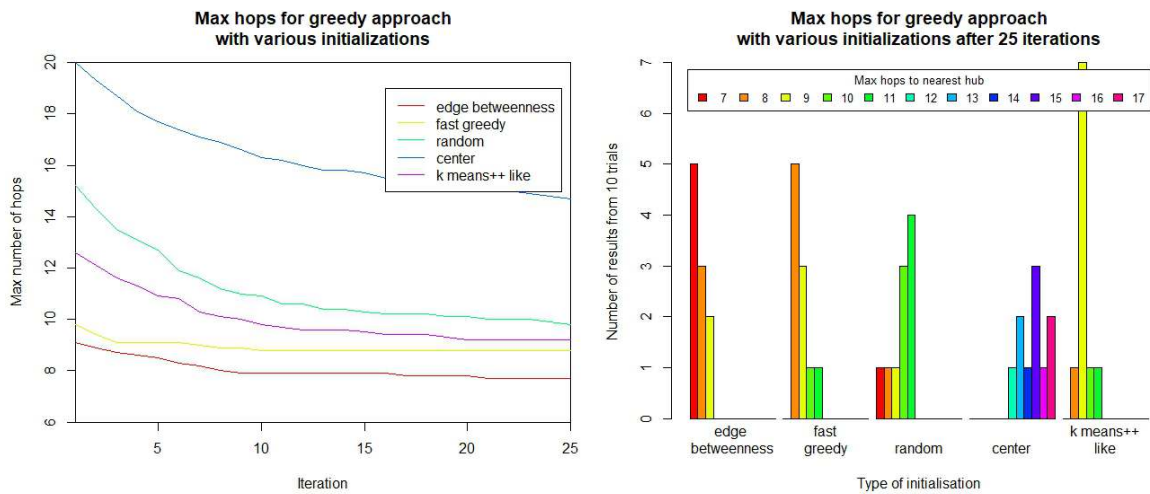 Max hops for greedy approach
with various initializations
Max number of hops
20
18
16
14
12
10
8
6
edge betweenness
fast greedy
random
center
k means++ like
5
10
15
20
25
Iteration
Max hops for greedy approach
with various initializations after 25 iterations
Number of results from 10 trials
7
6
5
4
3
2
1
0
Max hops to nearest hub
7 8 9 10 11 12 13 14 15 16 17
edge
betweenness
fast
greedy
random
center
k means++
like
Type of initialisation